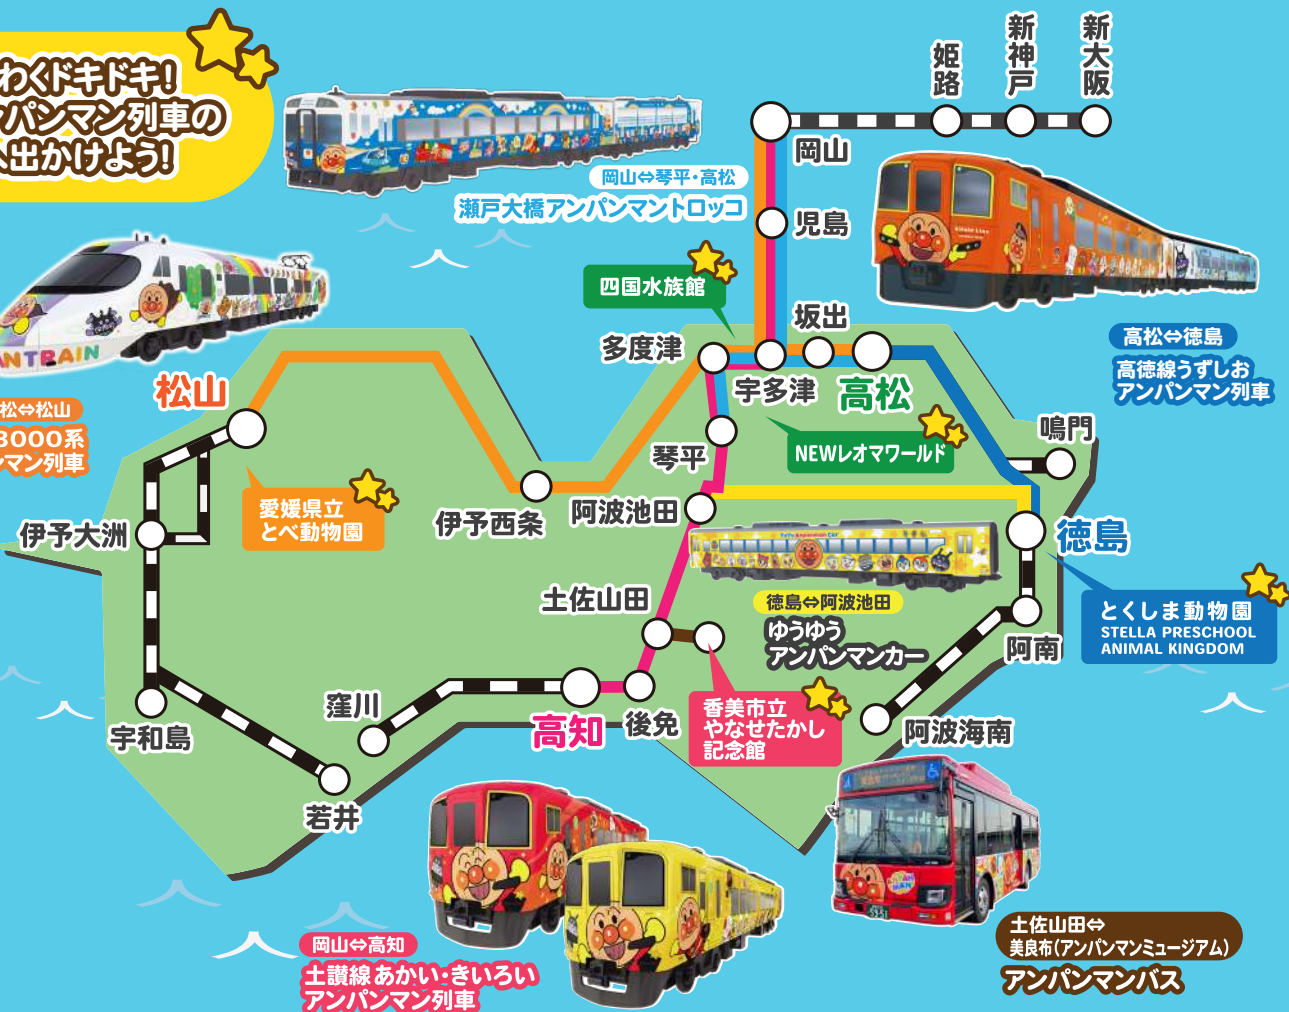 わくドキドキ!
パンマン列車の
へ出かけよう!
新大阪
新神戸
姫路
岡山
児島
岡山⇔琴平・高松
瀬戸大橋アンパンマントロッコ
四国水族館
坂出
多度津
宇多津
高松
高松⇔徳島
高徳線うずしお
アンパンマン列車
NTRAIN
松⇔松山
8000系
マン列車
松山
鳴門
琴平
NEWレオマワールド
愛媛県立
とべ動物園
伊予西条
阿波池田
伊予大洲
徳島
とくしま動物園
STELLA PRESCHOOL
ANIMAL KINGDOM
徳島⇔阿波池田
ゆうゆう
アンパンマンカー
土佐山田
阿南
香美市立
やなせたかし
記念館
窪川
高知
後免
阿波海南
宇和島
若井
岡山⇔高知
土讃線あかい・きいろい
アンパンマン列車
土佐山田⇔
美良布(アンパンマンミュージアム)
アンパンマンバス